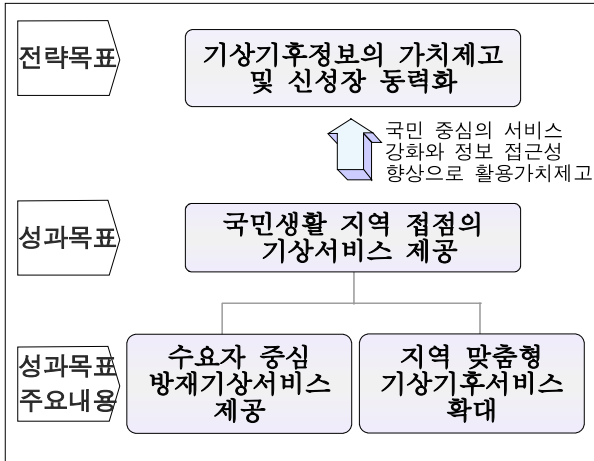 전략목표
기상기후정보의 가치제고
및 신성장 동력화
국민 중심의 서비스
강화와 정보 접근성
향상으로 활용가치제고
성과목표
국민생활 지역 접점의
기상서비스 제공
성과목표
주요내용
수요자 중심
방재기상서비스
제공
지역 맞춤형
기상기후서비스
확대